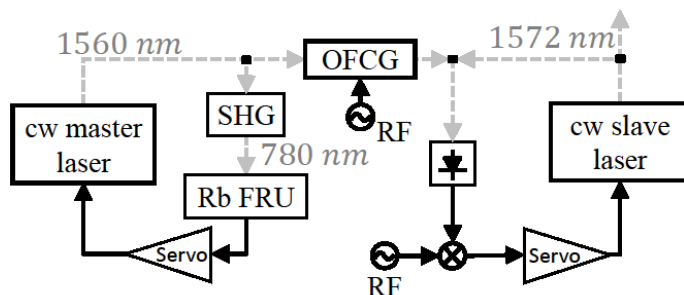 1560 nm
1572 nm
OFCG
cw master
laser
SHG
RF
cw slave
laser
780 nm
Rb FRU
Servo
Servo
RF